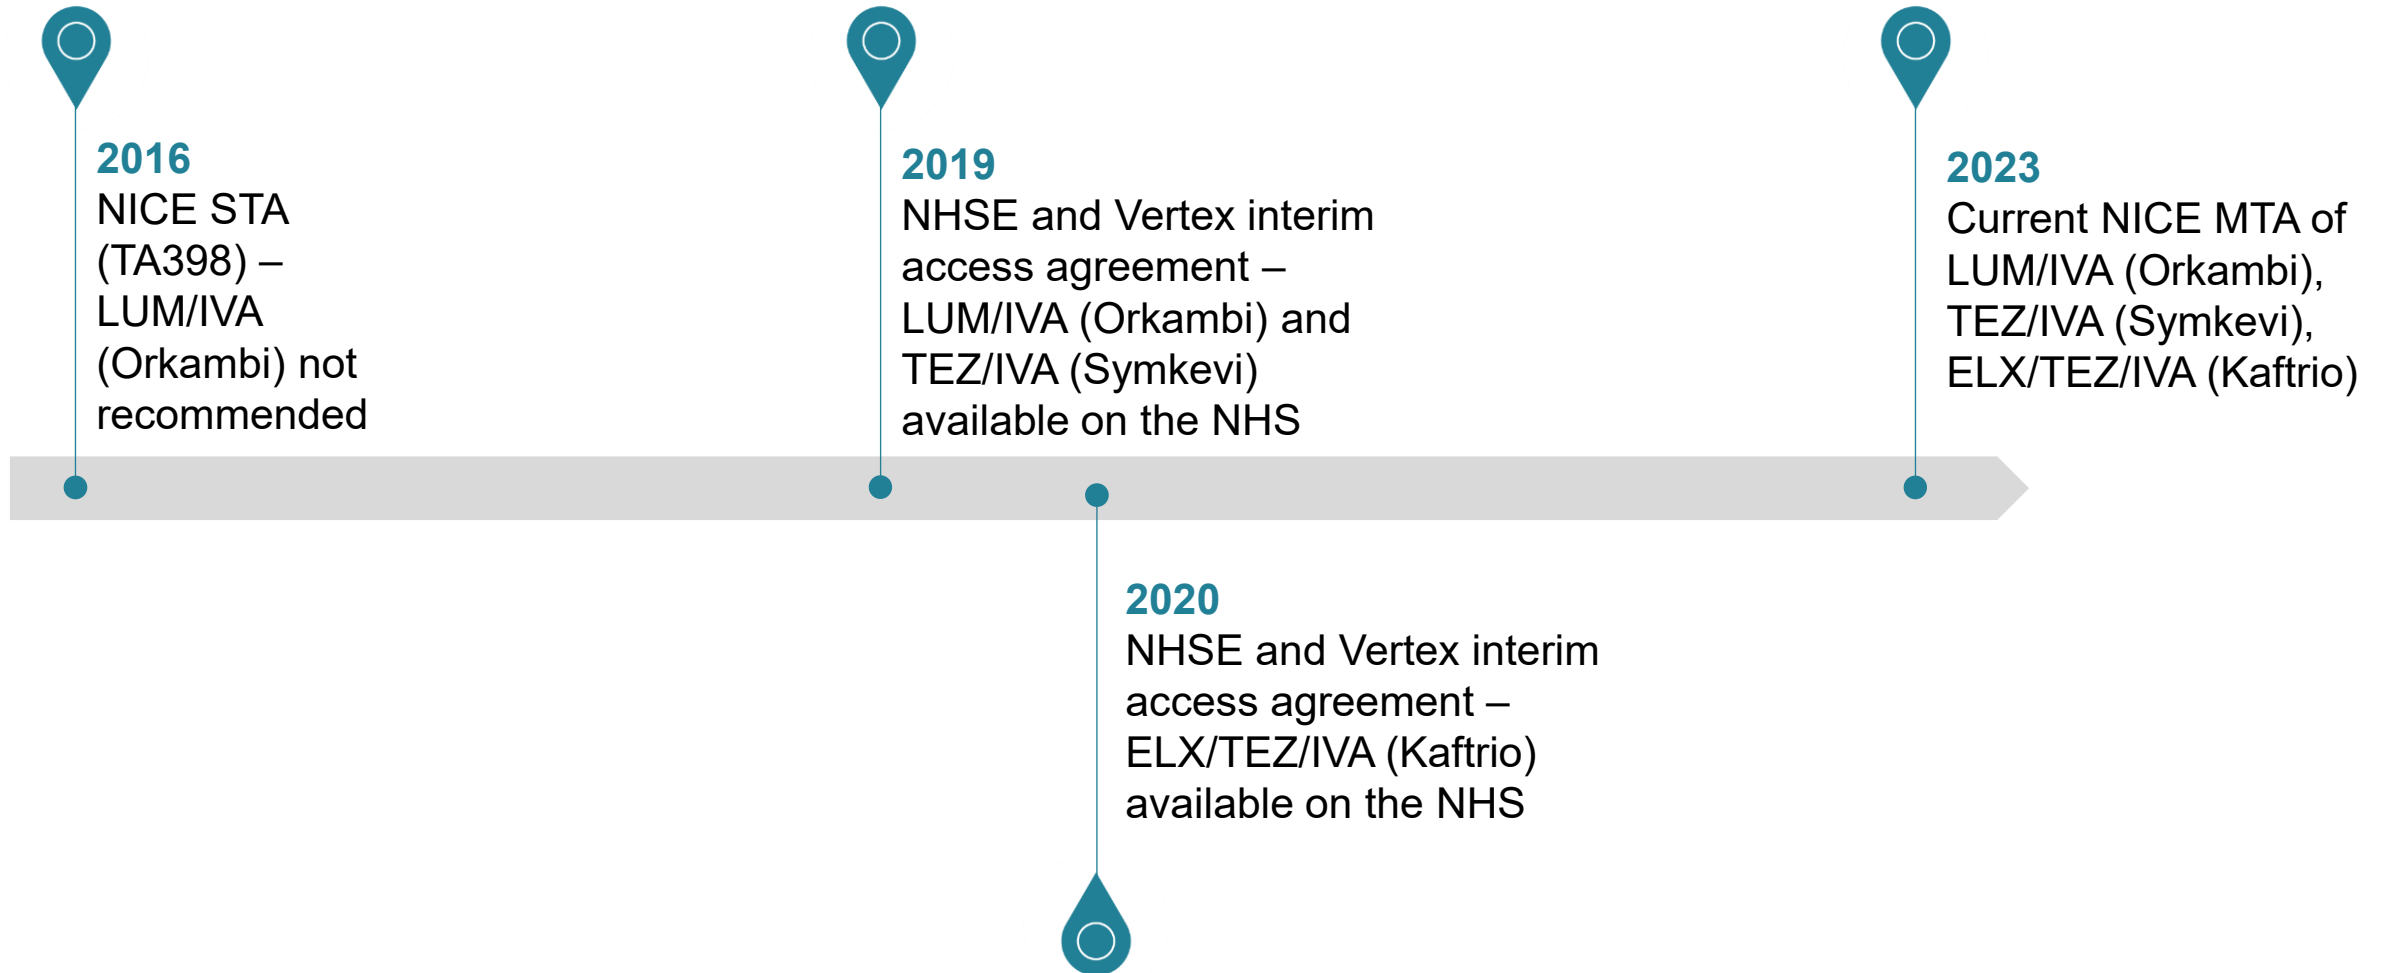 2016
NICE STA
(TA398) –
LUM/IVA
(Orkambi) not
recommended
2019
NHSE and Vertex interim
access agreement –
LUM/IVA (Orkambi) and
TEZ/IVA (Symkevi)
available on the NHS
2020
NHSE and Vertex interim
access agreement –
ELX/TEZ/IVA (Kaftrio)
available on the NHS
2023
Current NICE MTA of
LUM/IVA (Orkambi),
TEZ/IVA (Symkevi),
ELX/TEZ/IVA (Kaftrio)